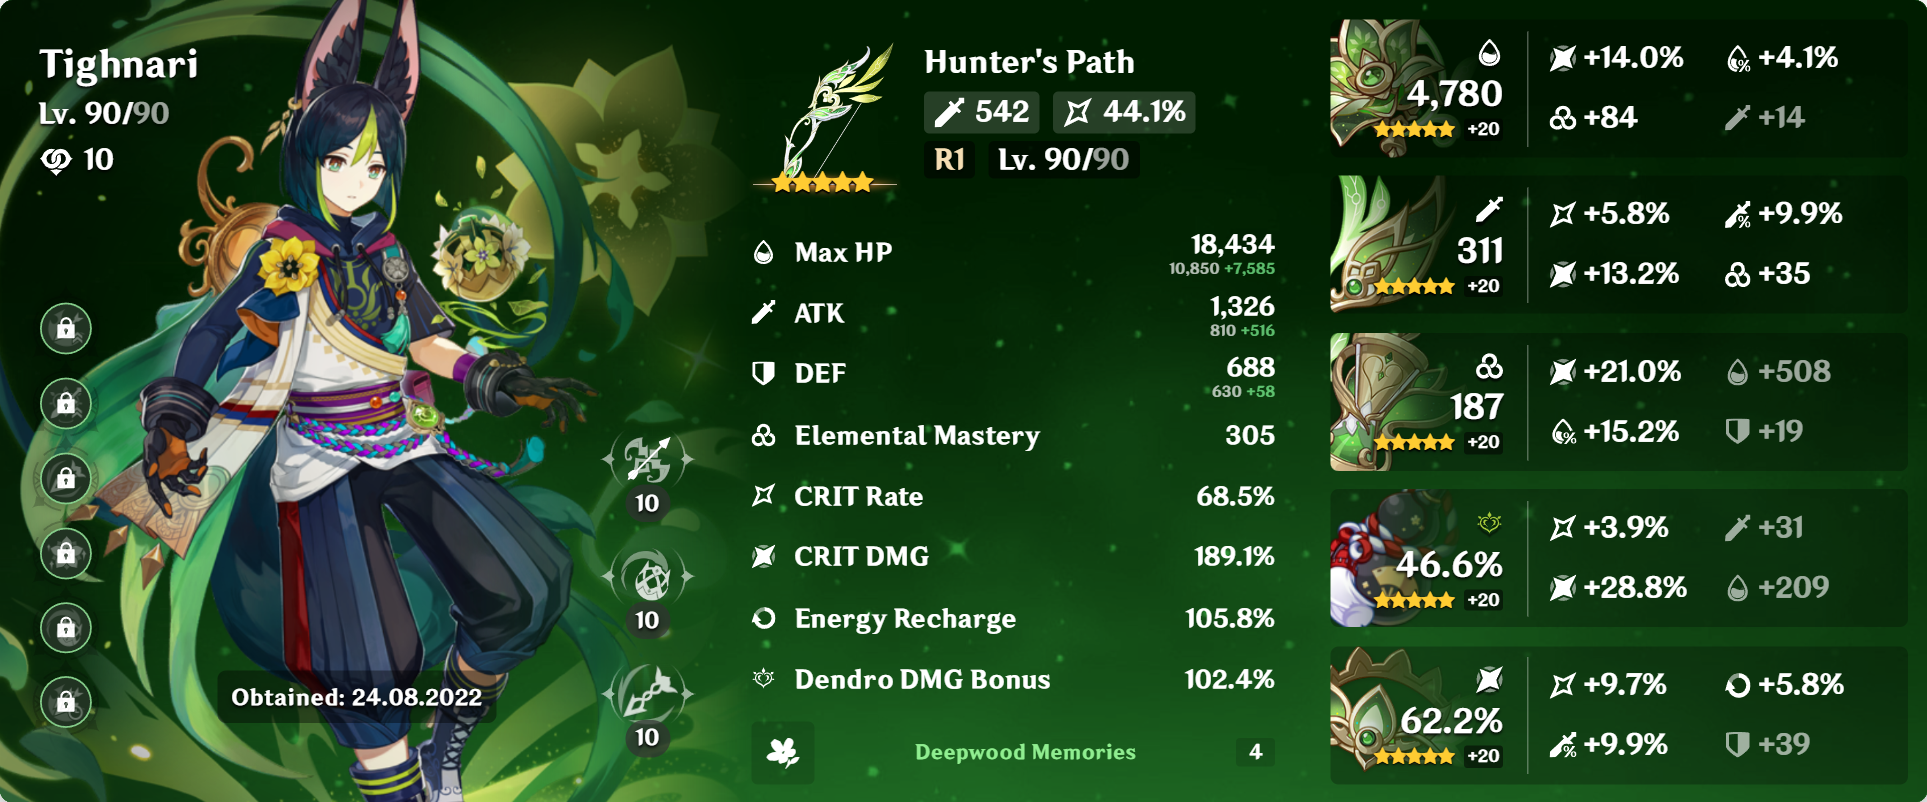 Tighnari
Lv. 90/90
10
Obtained: 24.08.2022
10
10
10
Hunter's Path
542 44.1%
R1 Lv. 90/90
Max HP 18,434
10,850 +7,585
ATK 1,326
810 +516
DEF 688
630 +58
Elemental Mastery 305
CRIT Rate 68.5%
CRIT DMG 189.1%
Energy Recharge 105.8%
Dendro DMG Bonus 102.4%
Deepwood Memories 4
4,780
+20
+14.0% +4.1%
+84 +14
311
+20
+5.8% +9.9%
+13.2% +35
187
+20
+21.0% +508
+15.2% +19
46.6%
+20
+3.9% +31
+28.8% +209
62.2%
+20
+9.7% +5.8%
+9.9% +39